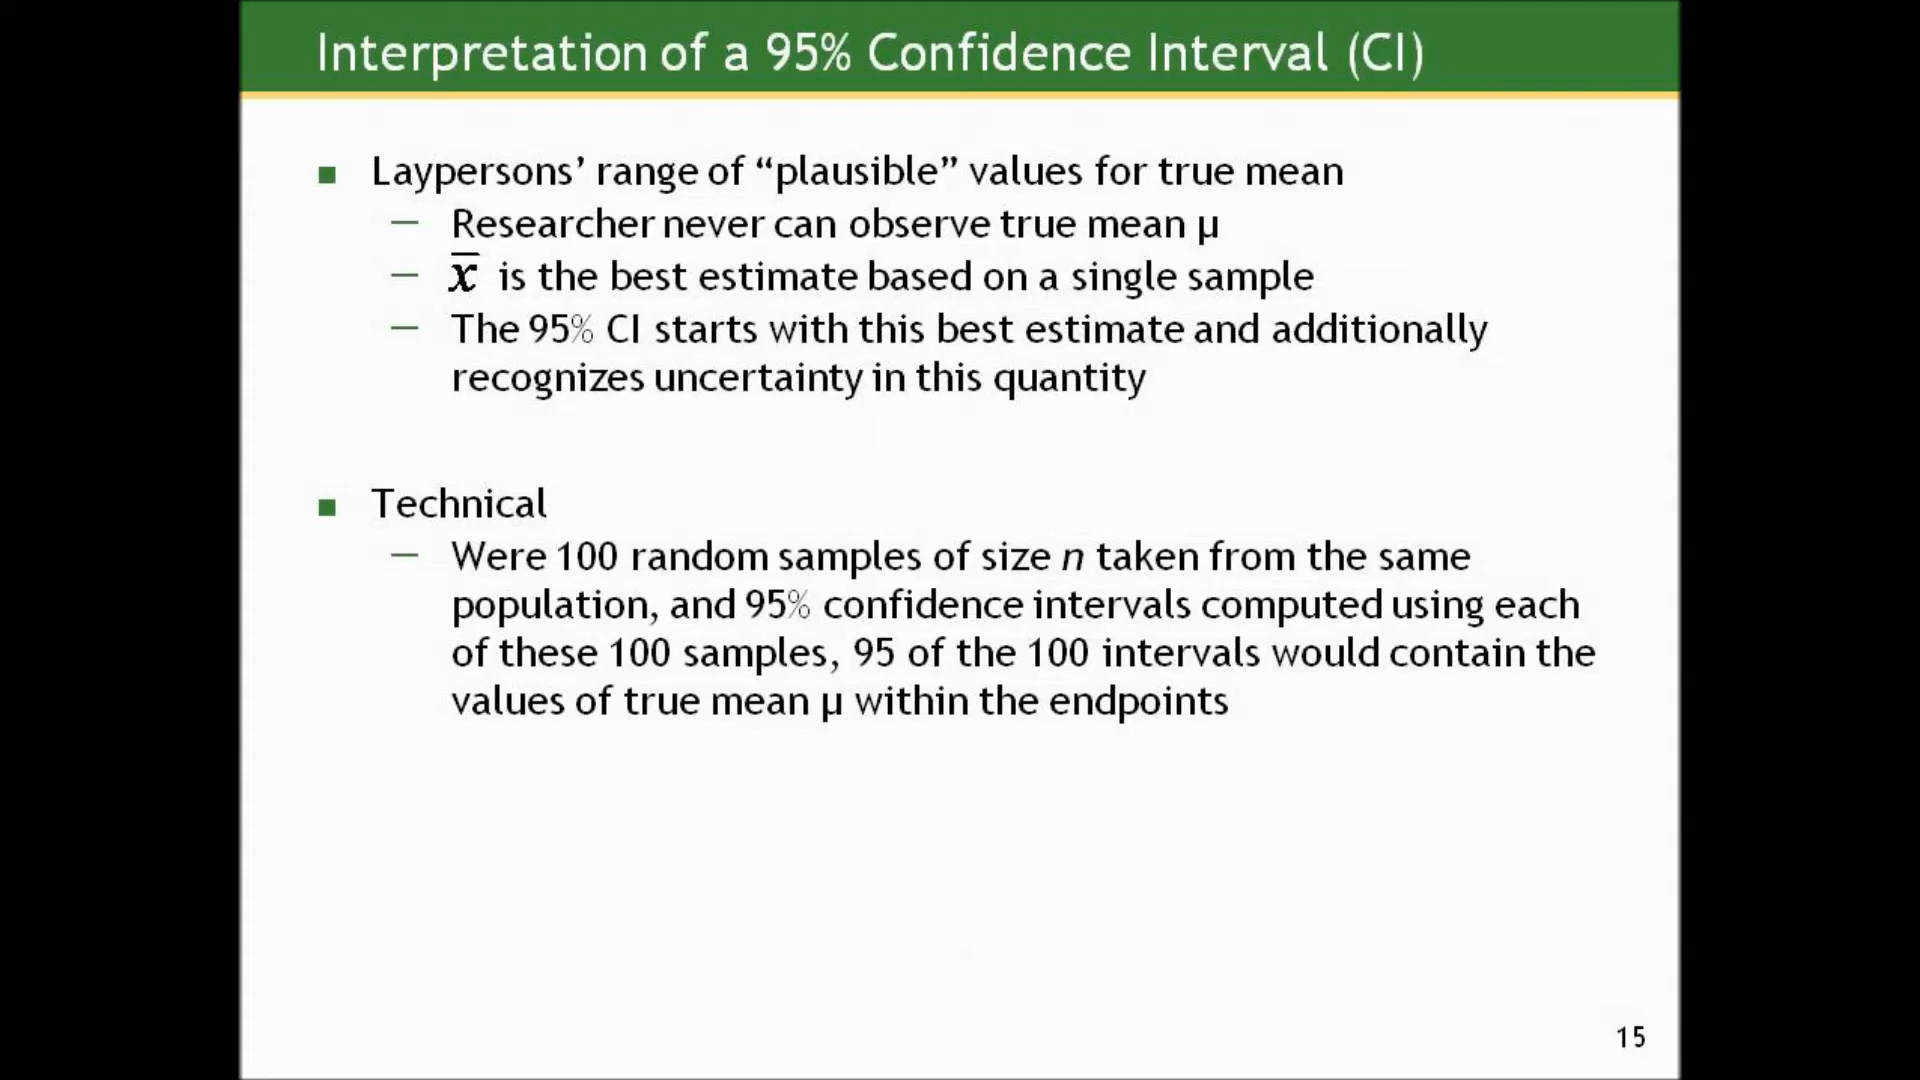 Interpretation of a 95% Confidence Interval (CI)
Laypersons’ range of “plausible” values for true mean
— Researcher never can observe true mean μ
— x̄ is the best estimate based on a single sample
— The 95% CI starts with this best estimate and additionally
recognizes uncertainty in this quantity
Technical
— Were 100 random samples of size n taken from the same
population, and 95% confidence intervals computed using each
of these 100 samples, 95 of the 100 intervals would contain the
values of true mean μ within the endpoints
15